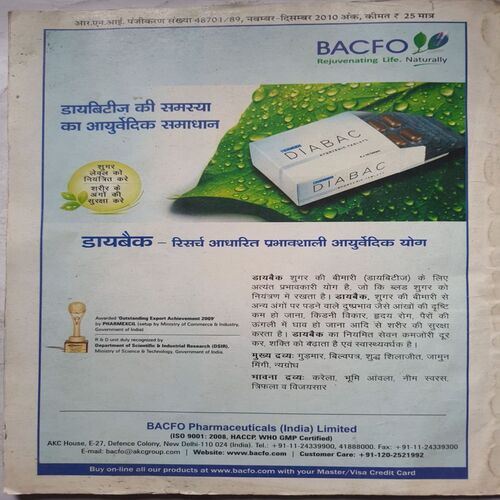 आर.एन.आई. पंजीकरण संख्या 48701/89, नवम्बर-दिसम्बर 2010 अंक, कीमत ₹ 25 मात्र
BACFO
Rejuvenating Life. Naturally
डायबिटीज की समस्या
का आयुर्वेदिक समाधान
शुगर
लेवल को
नियंत्रित करे
शरीर के
अंगों की
सुरक्षा करे
DIABAC
AYURVEDIC TABLETS
DIABAC
डायबैक – रिसर्च आधारित प्रभावशाली आयुर्वेदिक योग
डायबैक शुगर की बीमारी (डायबिटीज) के लिए
अत्यंत प्रभावकारी योग है, जो कि ब्लड शुगर को
नियंत्रण में रखता है। डायबैक, शुगर की बीमारी से
अन्य अंगों पर पड़ने वाले दुष्प्रभाव जैसे आंखों की दृष्टि
कम हो जाना, किडनी विकार, हृदय रोग, पैरों की
ऊंगली में घाव हो जाना आदि से शरीर की सुरक्षा
करता है। डायबैक का नियमित सेवन कमजोरी दूर
कर, शक्ति को बढ़ाता है एवं स्वास्थ्यवर्धक है।
मुख्य द्रव्यः गुड़मार, बिल्वपत्र, शुद्ध शिलाजीत, जामुन
मिंगी, न्यग्रोध
भावना द्रव्यः करेला, भूमि आंवला, नीम स्वरस,
त्रिफला व विजयसार
Awarded 'Outstanding Export Achievement 2009'
by PHARMEXCIL (setup by Ministry of Commerce & Industry,
Government of India)
R & D unit duly recognized by
Department of Scientific & Industrial Research (DSIR),
Ministry of Science & Technology, Government of India.
BACFO Pharmaceuticals (India) Limited
(ISO 9001: 2008, HACCP, WHO GMP Certified)
AKC House, E-27, Defence Colony, New Delhi-110 024 (India). Tel.: +91-11-24339900, 41888000. Fax: +91-11-24339300
E-mail: bacfo@akcgroup.com | Website: www.bacfo.com | Customer Care: +91-120-2521992
Buy on-line all our products at www.bacfo.com with your Master/Visa Credit Card